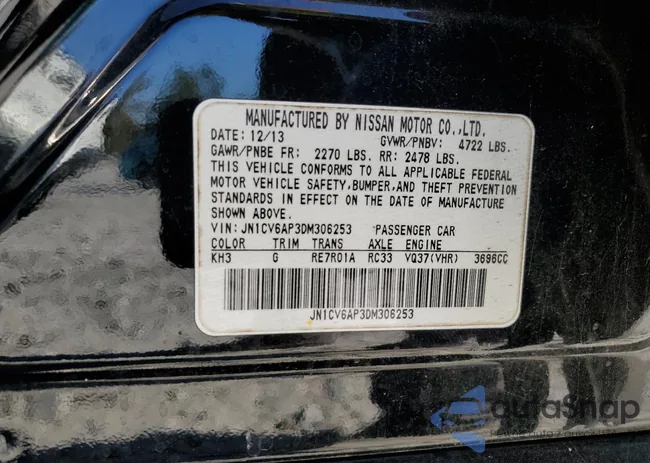 MANUFACTURED BY NISSAN MOTOR CO.,LTD.
DATE: 12/13 GVWR/PNBV: 4722 LBS.
GAWR/PNBE FR: 2270 LBS. RR: 2478 LBS.
THIS VEHICLE CONFORMS TO ALL APPLICABLE FEDERAL
MOTOR VEHICLE SAFETY,BUMPER,AND THEFT PREVENTION
STANDARDS IN EFFECT ON THE DATE OF MANUFACTURE
SHOWN ABOVE.
VIN: JN1CV6AP3DM306253 PASSENGER CAR
COLOR TRIM TRANS AXLE ENGINE
KH3 G RE7R01A RC33 VQ37(VHR) 3696CC
JN1CV6AP3DM306253
autoSnap